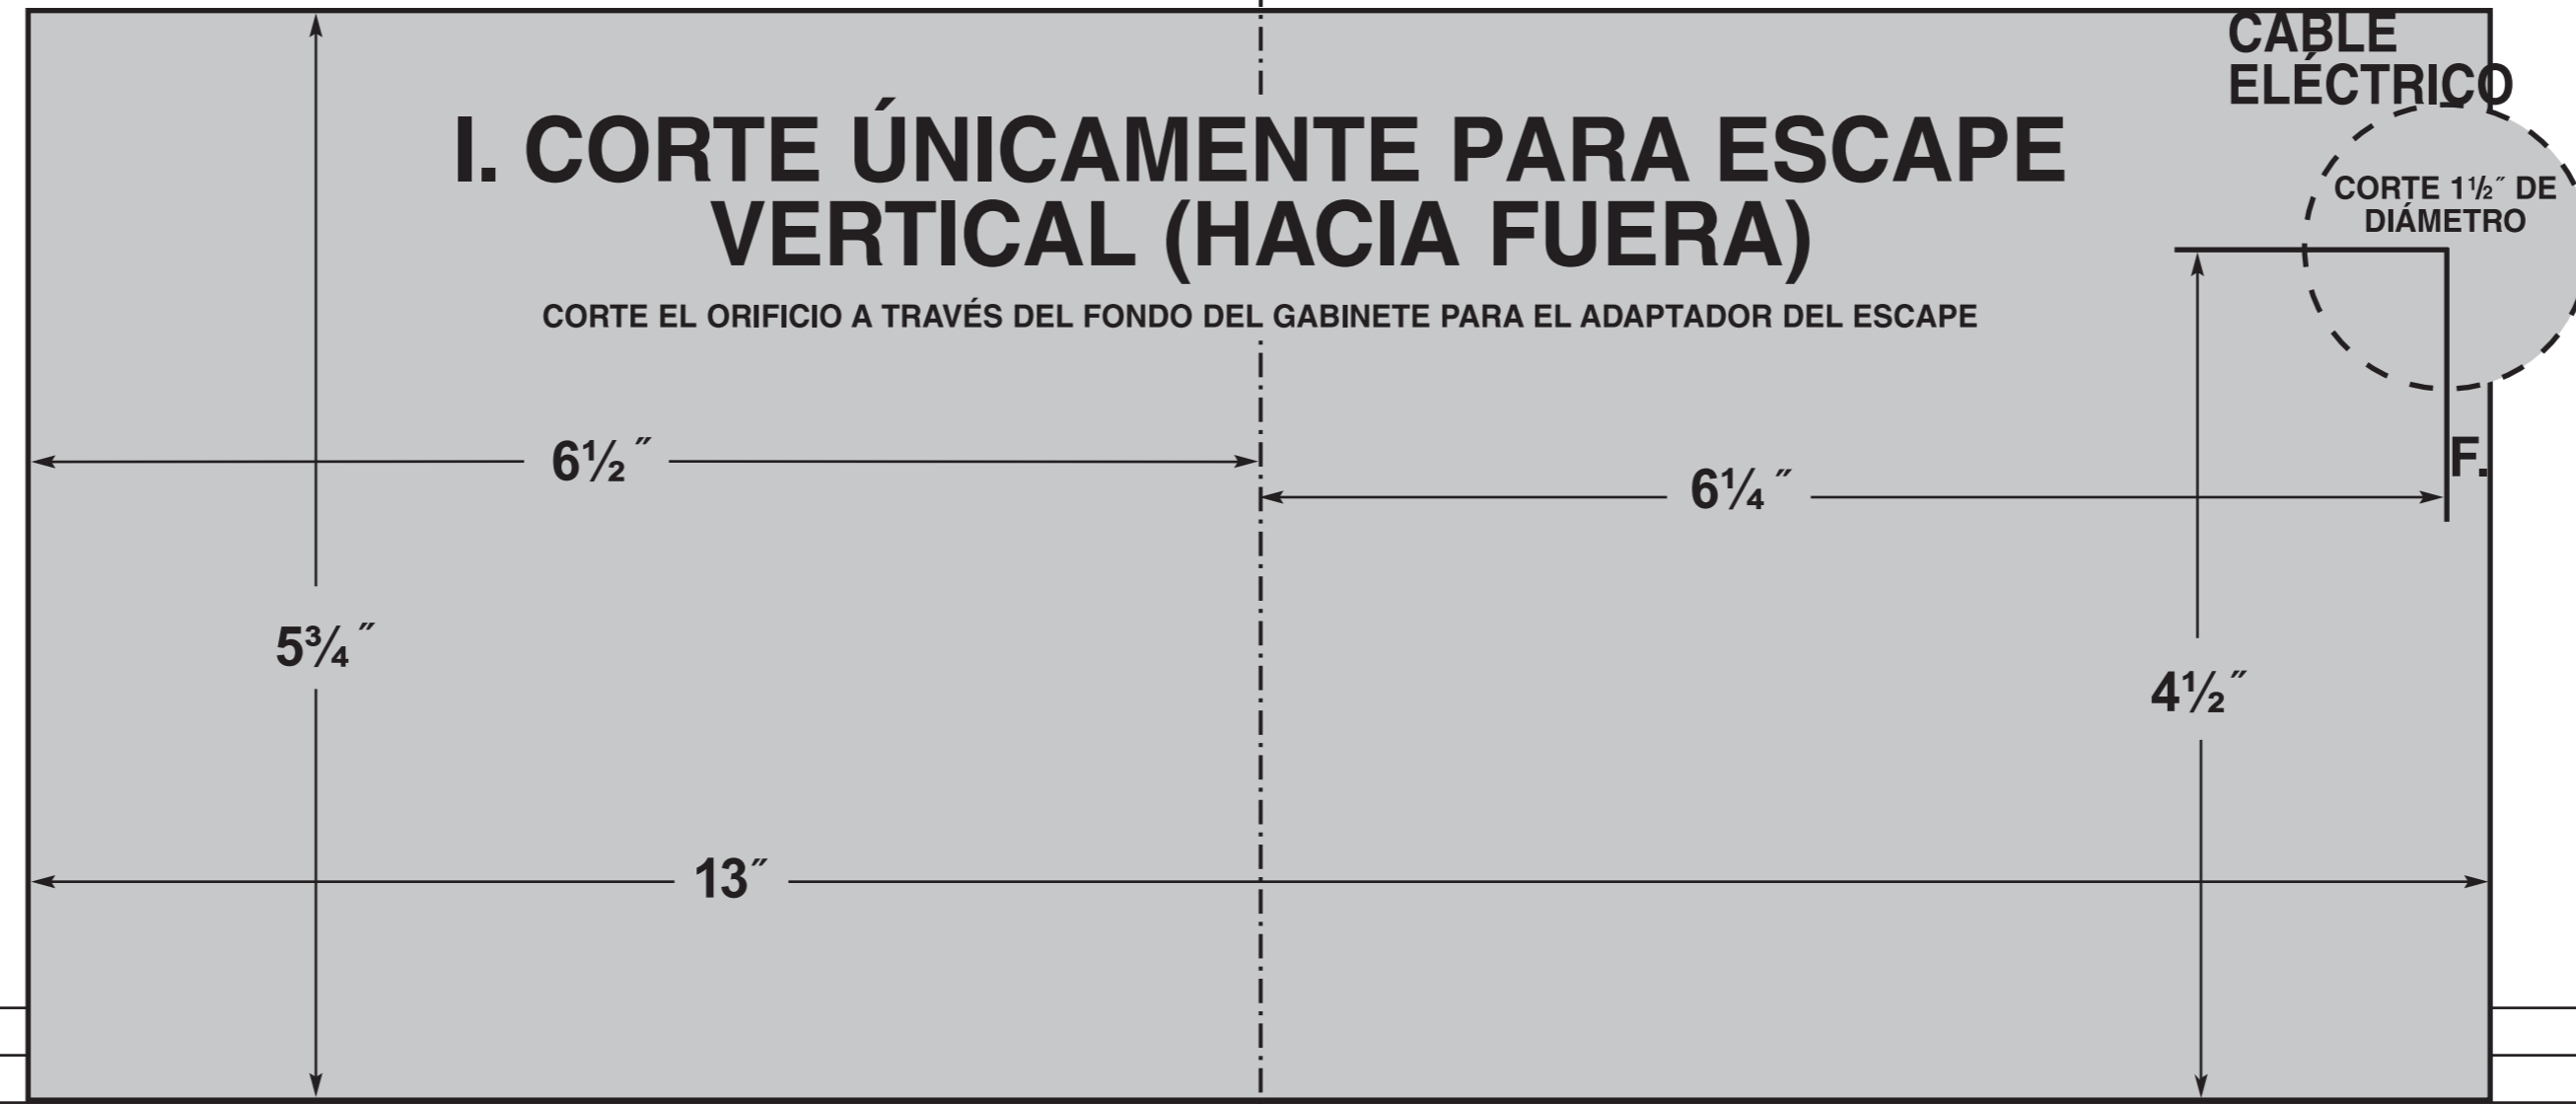 CABLE
ELÉCTRICO
I. CORTE ÚNICAMENTE PARA ESCAPE
VERTICAL (HACIA FUERA)
CORTE 1½˝ DE
DIÁMETRO
CORTE EL ORIFICIO A TRAVÉS DEL FONDO DEL GABINETE PARA EL ADAPTADOR DEL ESCAPE
6½˝
F.
6¼˝
5¾˝
4½˝
13˝